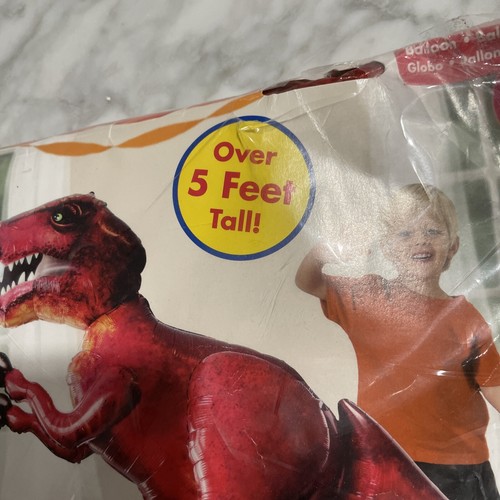 Over
5 Feet
Tall!
Balloon •
Globo •